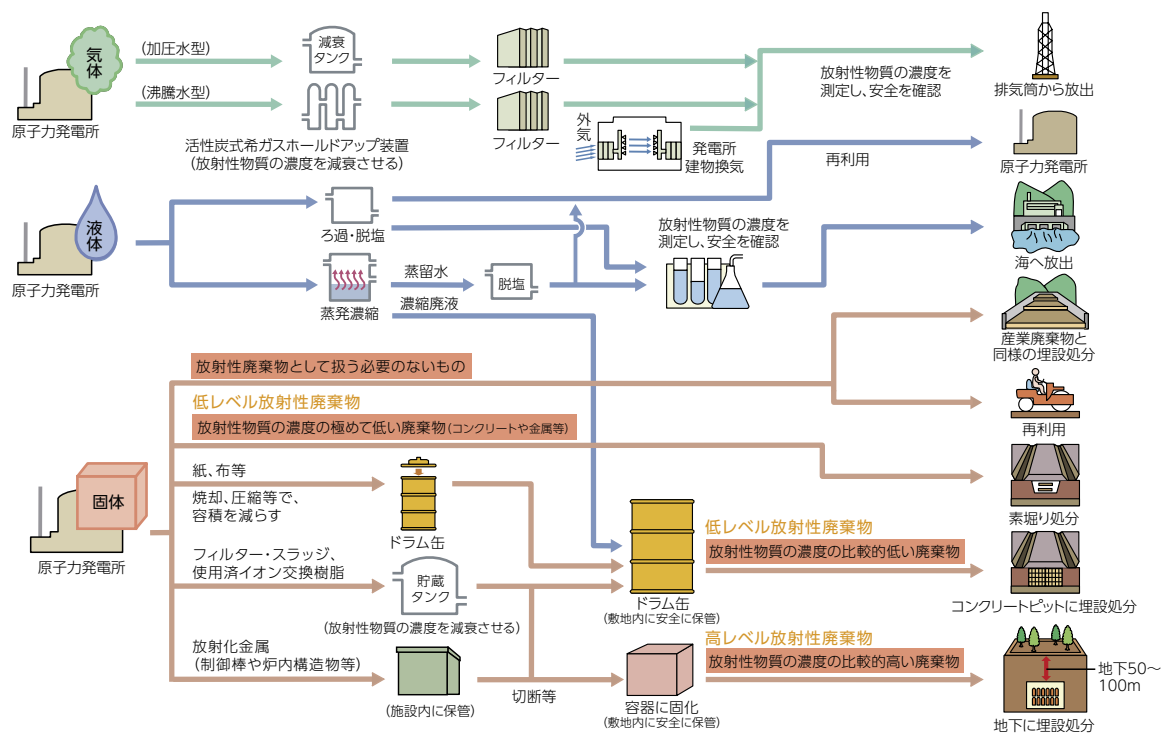 気体
原子力発電所
(加圧水型)
減衰
タンク
フィルター
(沸騰水型)
活性炭式希ガスホールドアップ装置
(放射性物質の濃度を減衰させる)
フィルター
外気
発電所
建物換気
放射性物質の濃度を
測定し、安全を確認
排気筒から放出
再利用
原子力発電所
液体
原子力発電所
ろ過・脱塩
蒸発濃縮
蒸留水
濃縮廃液
脱塩
放射性物質の濃度を
測定し、安全を確認
海へ放出
産業廃棄物と
同様の埋設処分
放射性廃棄物として扱う必要のないもの
再利用
低レベル放射性廃棄物
放射性物質の濃度の極めて低い廃棄物(コンクリートや金属等)
素堀り処分
固体
原子力発電所
紙、布等
焼却、圧縮等で、
容積を減らす
ドラム缶
フィルター・スラッジ、
使用済イオン交換樹脂
貯蔵
タンク
(放射性物質の濃度を減衰させる)
ドラム缶
(敷地内に安全に保管)
低レベル放射性廃棄物
放射性物質の濃度の比較的低い廃棄物
コンクリートピットに埋設処分
放射化金属
(制御棒や炉内構造物等)
(施設内に保管)
切断等
容器に固化
(敷地内に安全に保管)
高レベル放射性廃棄物
放射性物質の濃度の比較的高い廃棄物
地下50〜
100m
地下に埋設処分